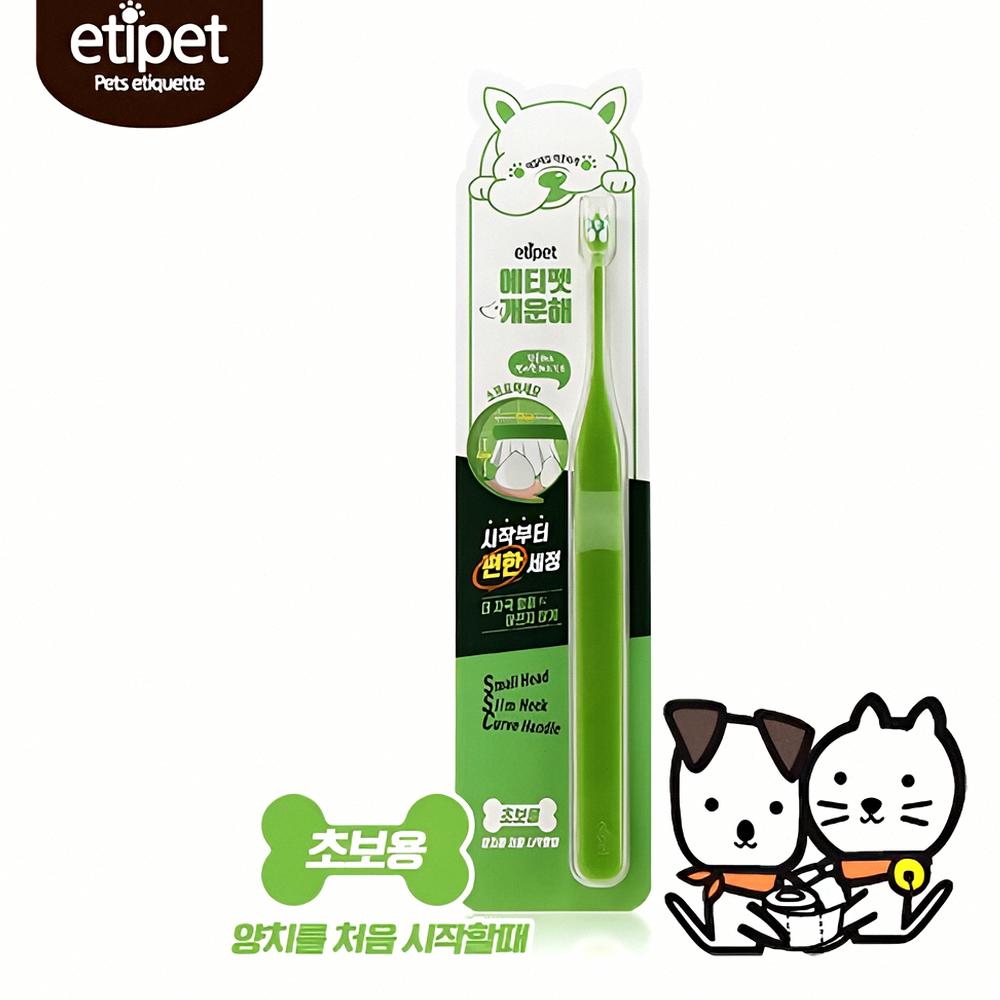 etipet
Pets etiquette
etipet
에티펫
개운해
시작부터
편한 세정
Small Head
Slim Neck
Curve Handle
초보용
초보용
양치를 처음 시작할때